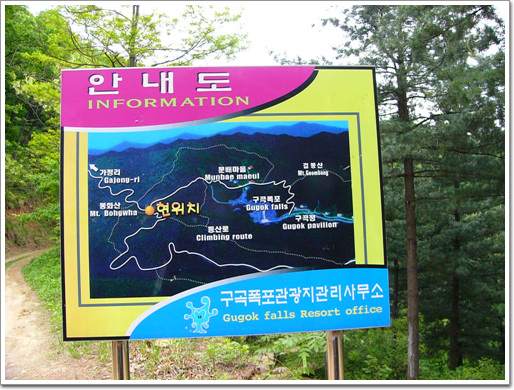 안내도
INFORMATION
가정리
Gajong-ri
문배마을
Munbae maeul
검봉산
Mt. Geombong
봉화산
Mt. Bohgwha
현위치
구곡폭포
Gugok falls
구곡정
Gugok pavilion
등산로
Climbing route
구곡폭포관광지관리사무소
Gugok falls Resort office